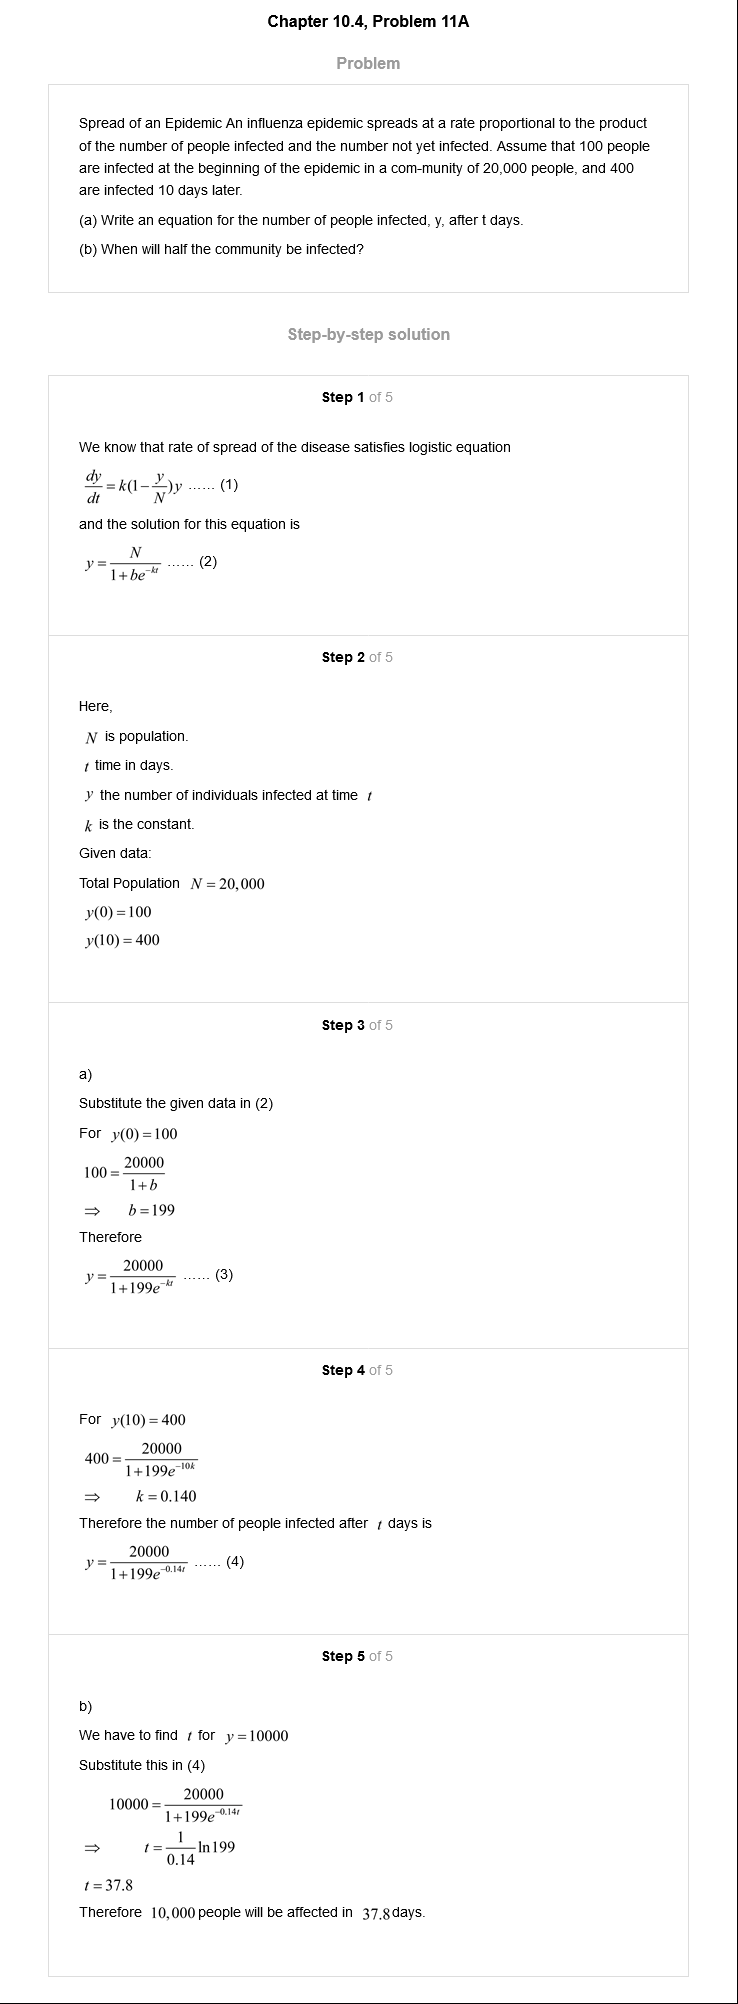 Chapter 10.4, Problem 11A
Problem
Spread of an Epidemic An influenza epidemic spreads at a rate proportional to the product
of the number of people infected and the number not yet infected. Assume that 100 people
are infected at the beginning of the epidemic in a com-munity of 20,000 people, and 400
are infected 10 days later.
(a) Write an equation for the number of people infected, y, after t days.
(b) When will half the community be infected?
Step-by-step solution
Step 1 of 5
We know that rate of spread of the disease satisfies logistic equation
dy/dt = k(1 − y/N)y ...... (1)
and the solution for this equation is
y = N/(1 + be^(−kt)) ...... (2)
Step 2 of 5
Here,
N is population.
t time in days.
y the number of individuals infected at time t
k is the constant.
Given data:
Total Population N = 20,000
y(0) = 100
y(10) = 400
Step 3 of 5
a)
Substitute the given data in (2)
For y(0) = 100
100 = 20000/(1 + b)
⇒ b = 199
Therefore
y = 20000/(1 + 199e^(−kt)) ...... (3)
Step 4 of 5
For y(10) = 400
400 = 20000/(1 + 199e^(−10k))
⇒ k = 0.140
Therefore the number of people infected after t days is
y = 20000/(1 + 199e^(−0.14t)) ...... (4)
Step 5 of 5
b)
We have to find t for y = 10000
Substitute this in (4)
10000 = 20000/(1 + 199e^(−0.14t))
⇒ t = 1/0.14 ln 199
t = 37.8
Therefore 10,000 people will be affected in 37.8 days.